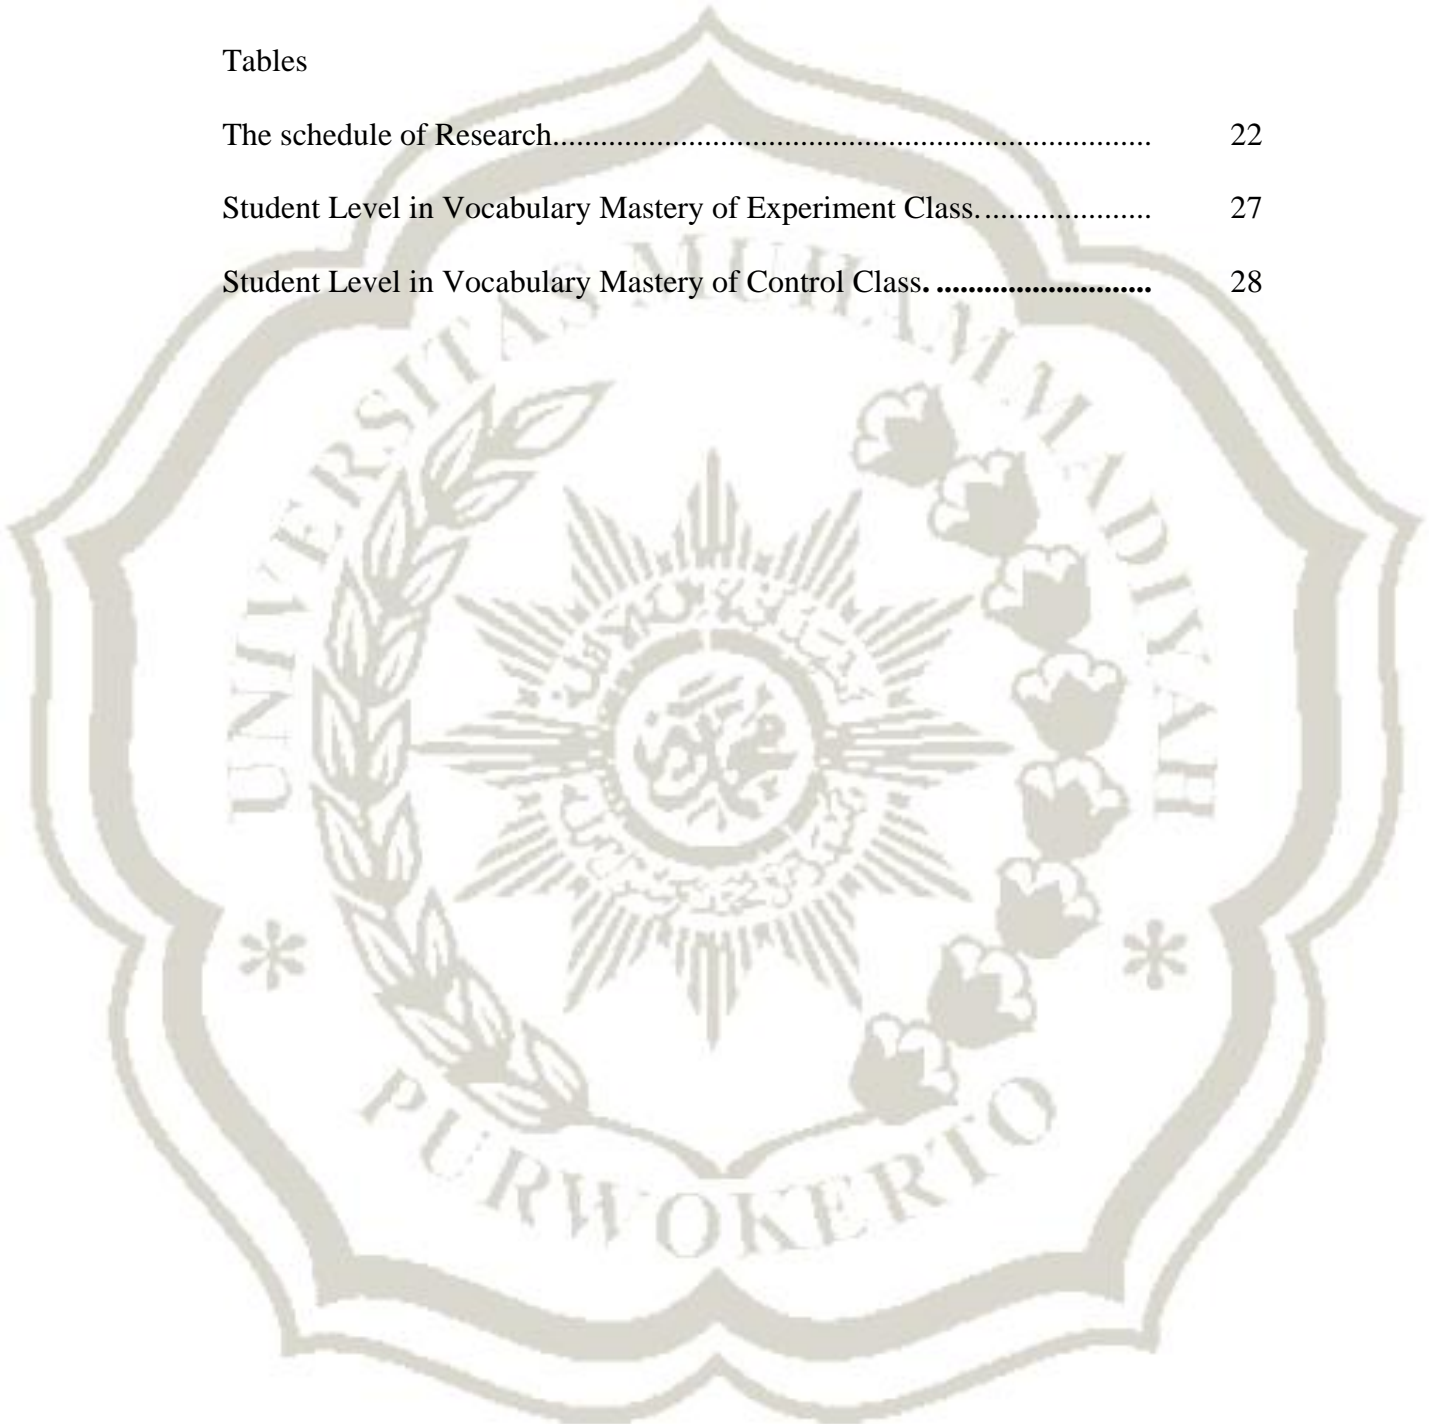 Tables
The schedule of Research........................................................................... 22
Student Level in Vocabulary Mastery of Experiment Class...................... 27
Student Level in Vocabulary Mastery of Control Class. ........................... 28
UNIVERSITAS MUHAMMADIYAH
PURWOKERTO